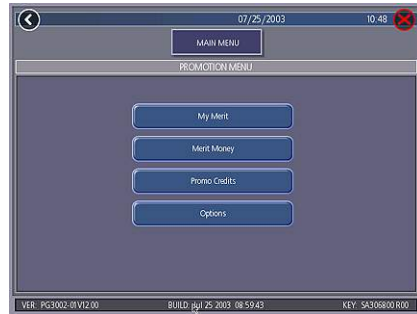 07/25/2003 10:48
MAIN MENU
PROMOTION MENU
My Merit
Merit Money
Promo Credits
Options
VER: PG3002-01V12.00 BUILD: Jul 25 2003 08:59:43 KEY: SA306800 R00